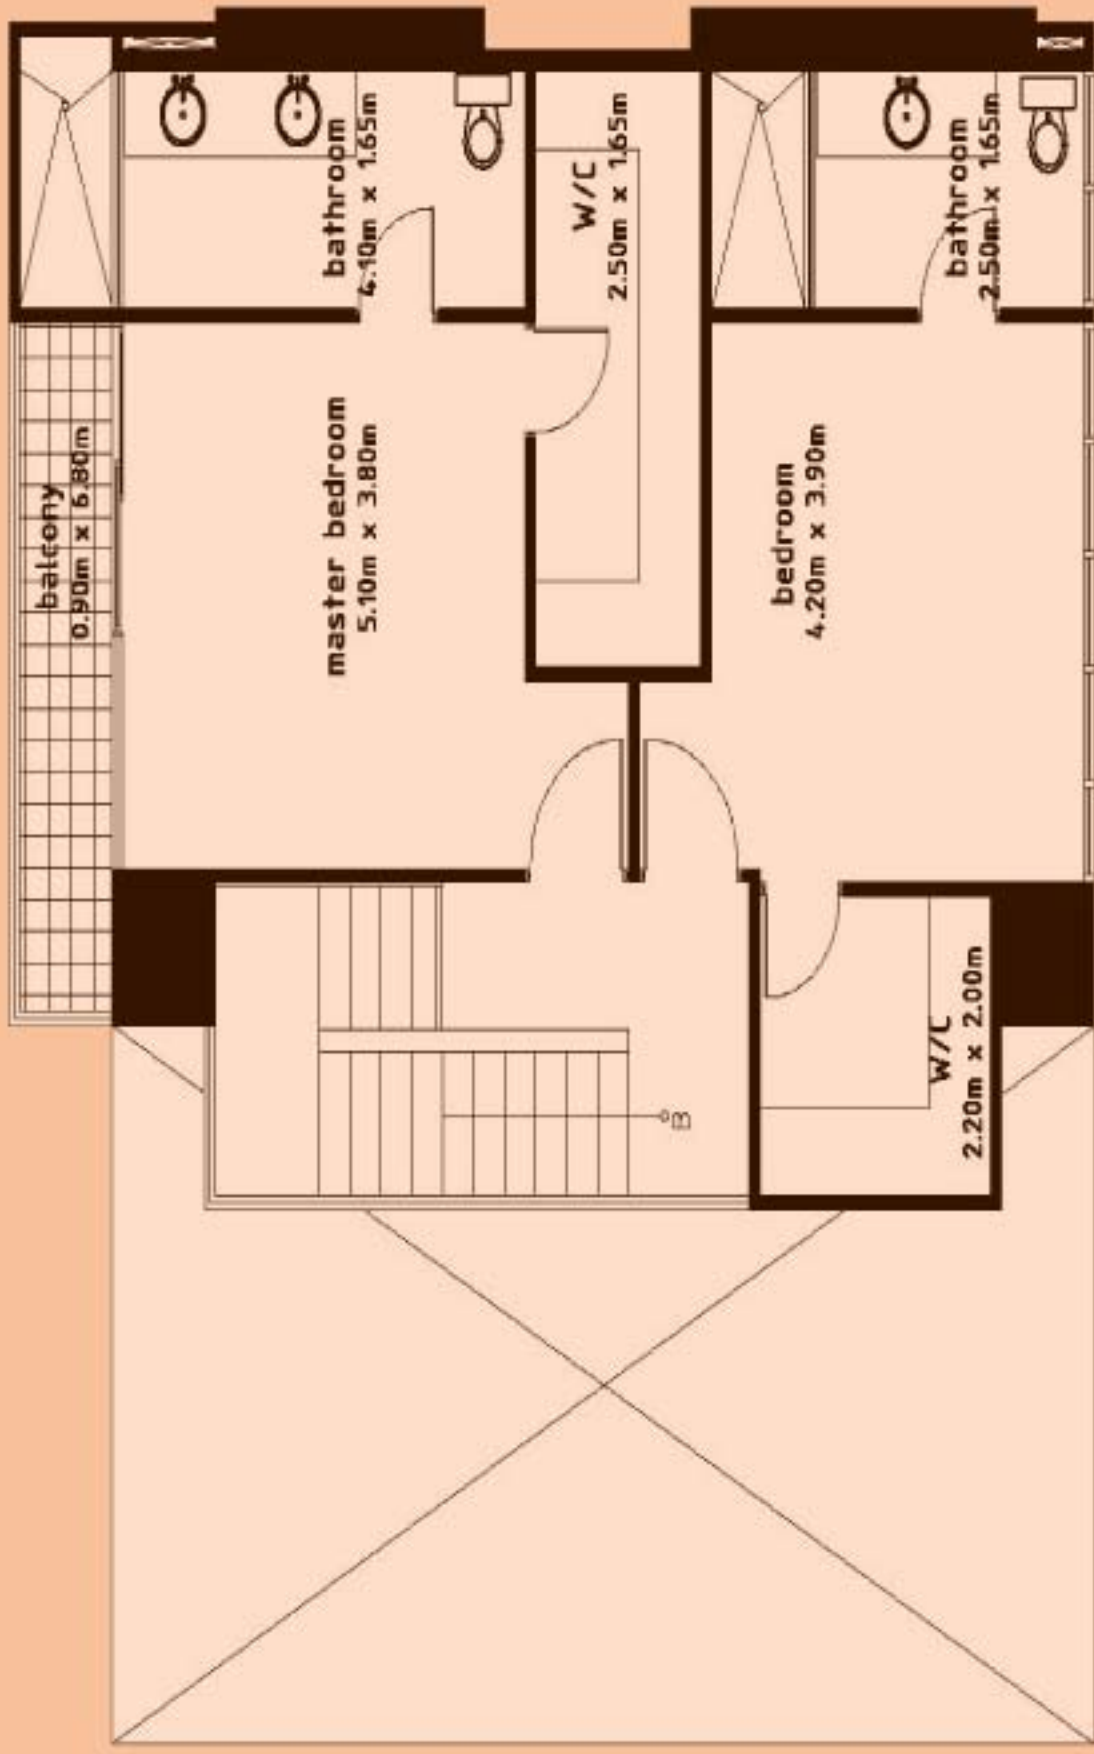 balcony
0.90m x 6.80m
bathroom
4.10m x 1.65m
master bedroom
5.10m x 3.80m
W/C
2.50m x 1.65m
bedroom
4.20m x 3.90m
bathroom
2.50m x 1.65m
W/C
2.20m x 2.00m
B